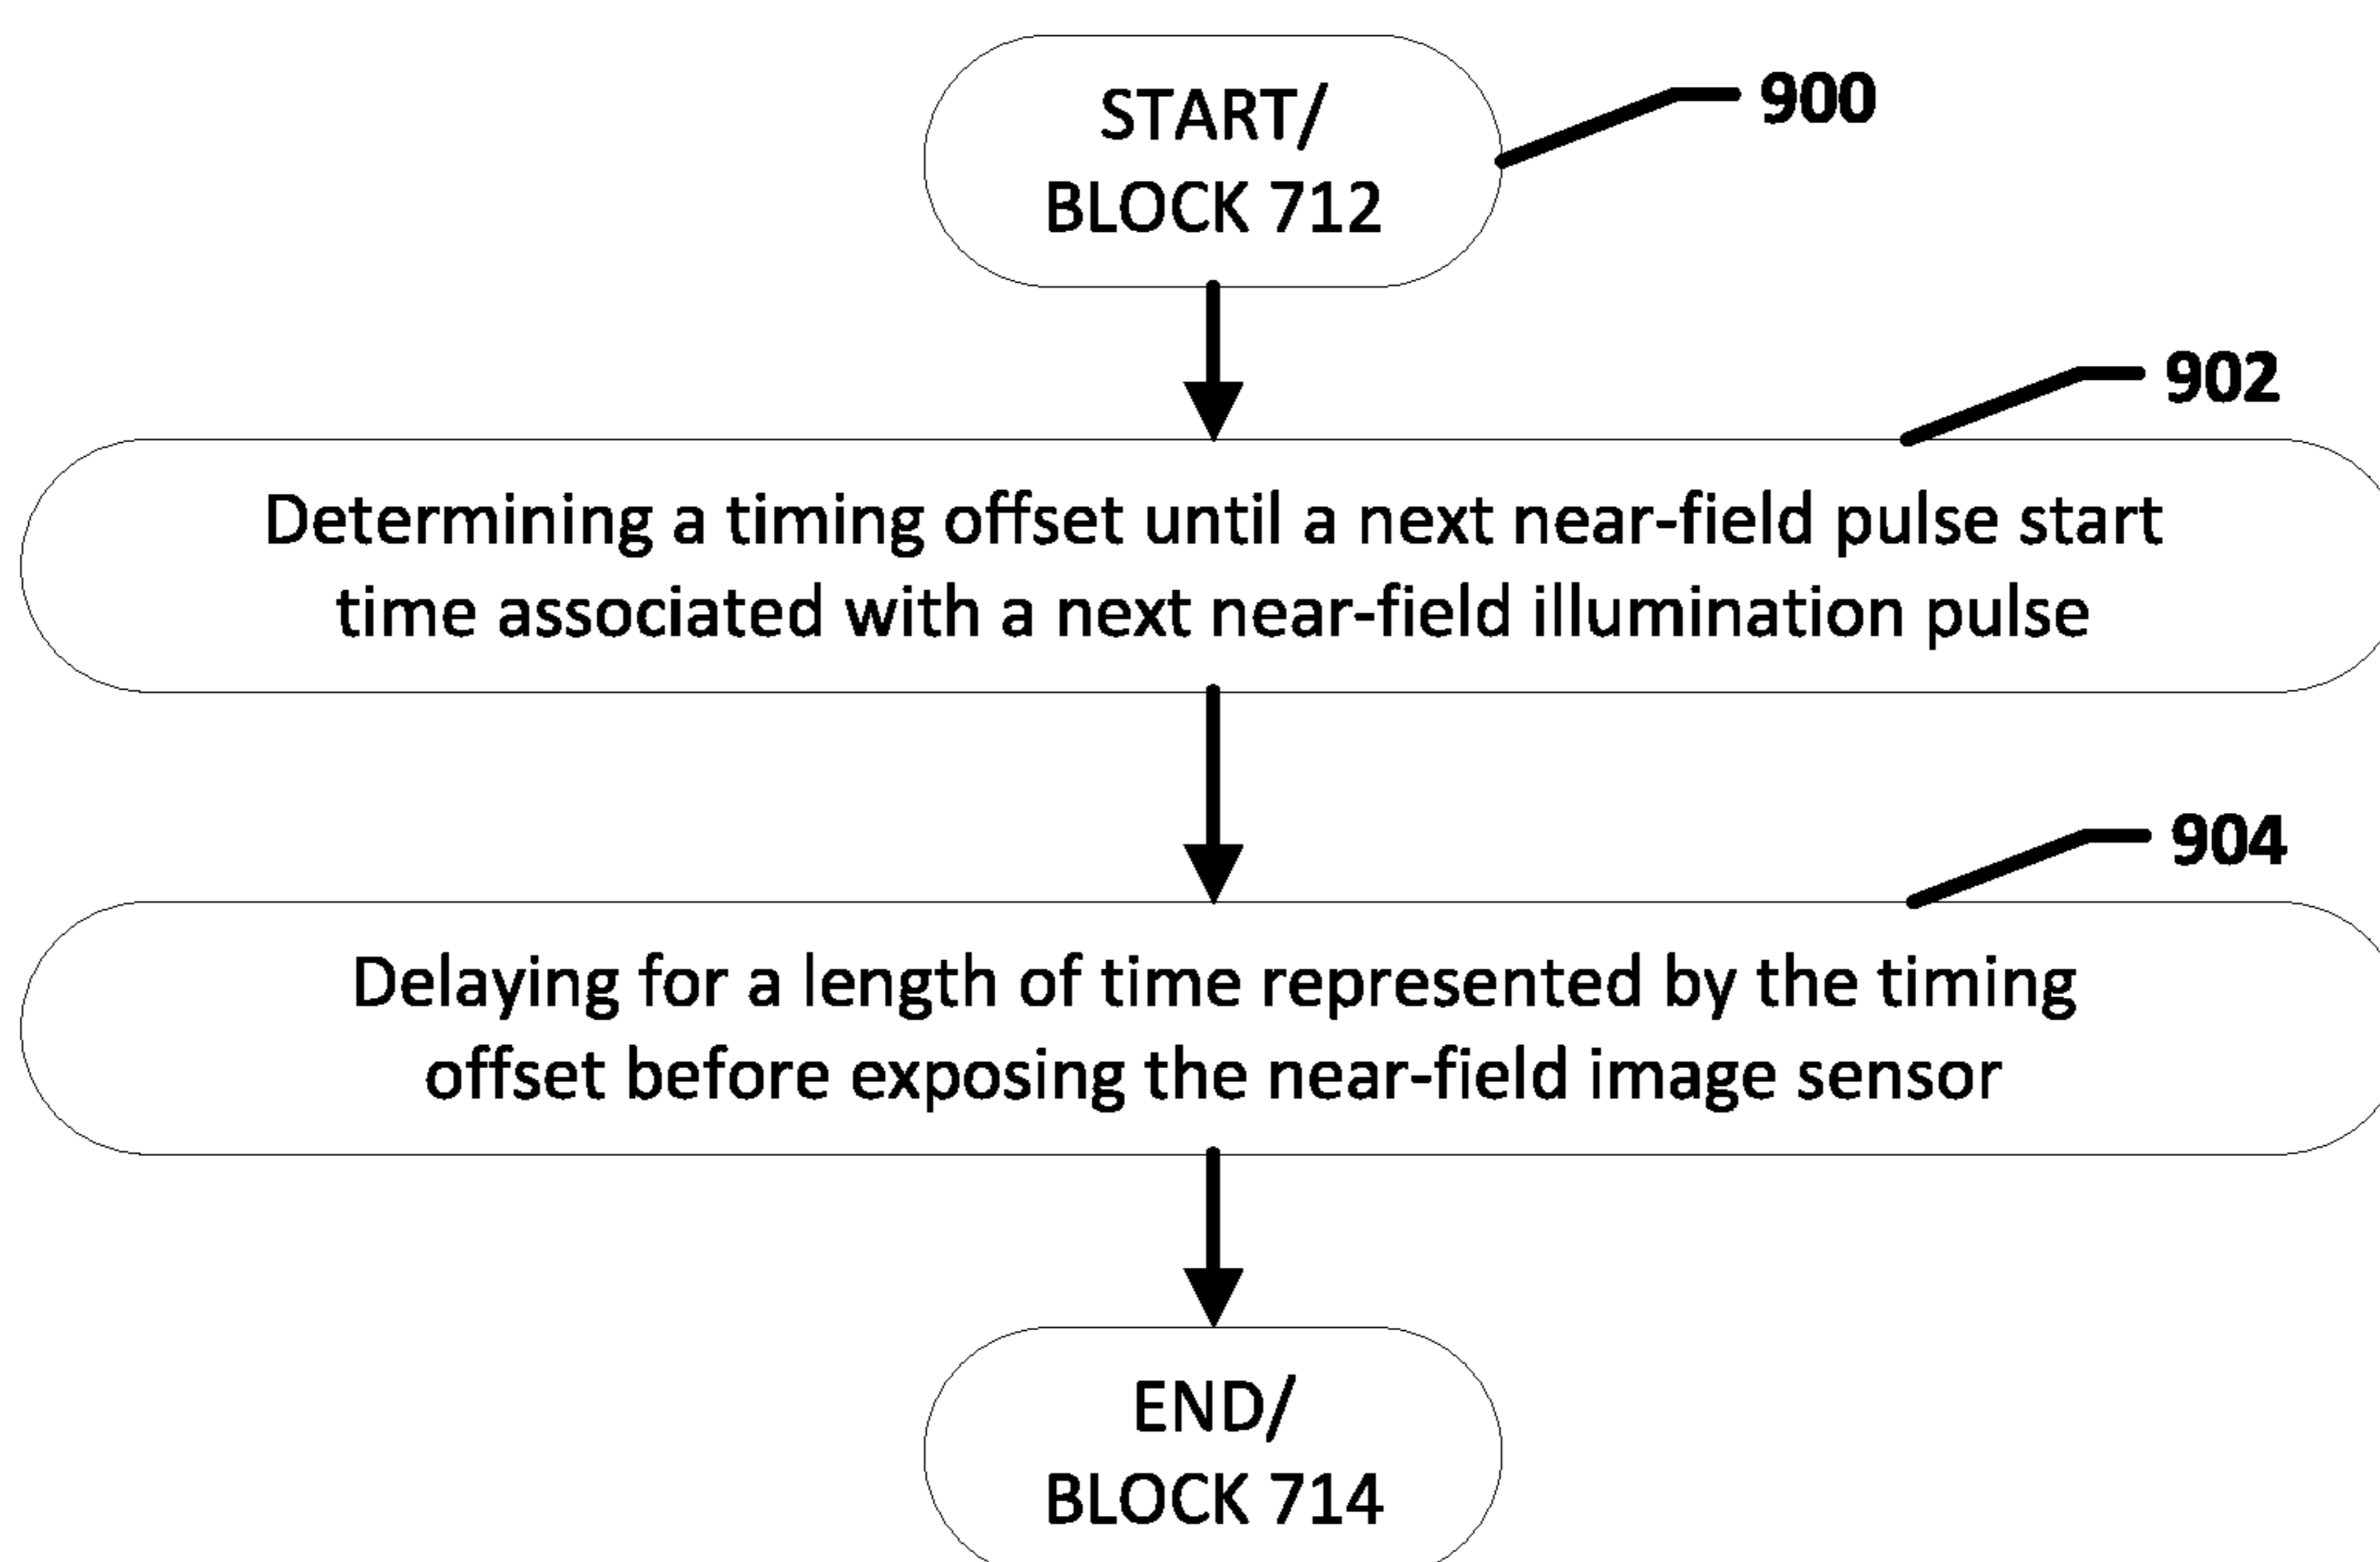 START/
BLOCK 712
900
902
Determining a timing offset until a next near-field pulse start
time associated with a next near-field illumination pulse
904
Delaying for a length of time represented by the timing
offset before exposing the near-field image sensor
END/
BLOCK 714